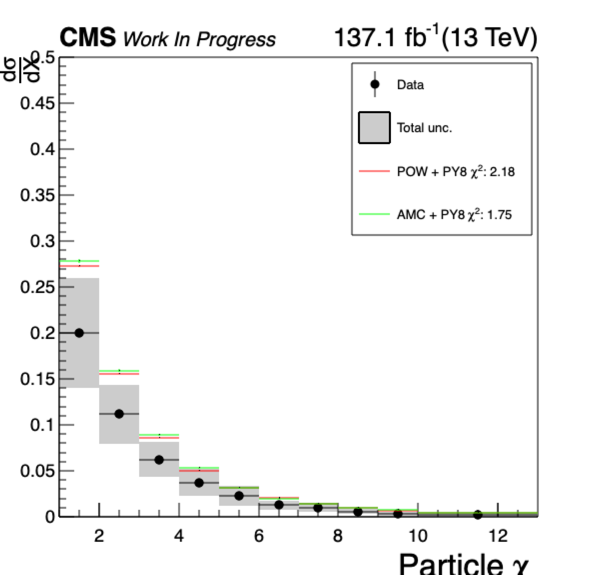 CMS Work In Progress 137.1 fb⁻¹(13 TeV)
dσ
dχ
0.5
0.45
0.4
0.35
0.3
0.25
0.2
0.15
0.1
0.05
0
Data
Total unc.
POW + PY8 χ²: 2.18
AMC + PY8 χ²: 1.75
2 4 6 8 10 12
Particle χ